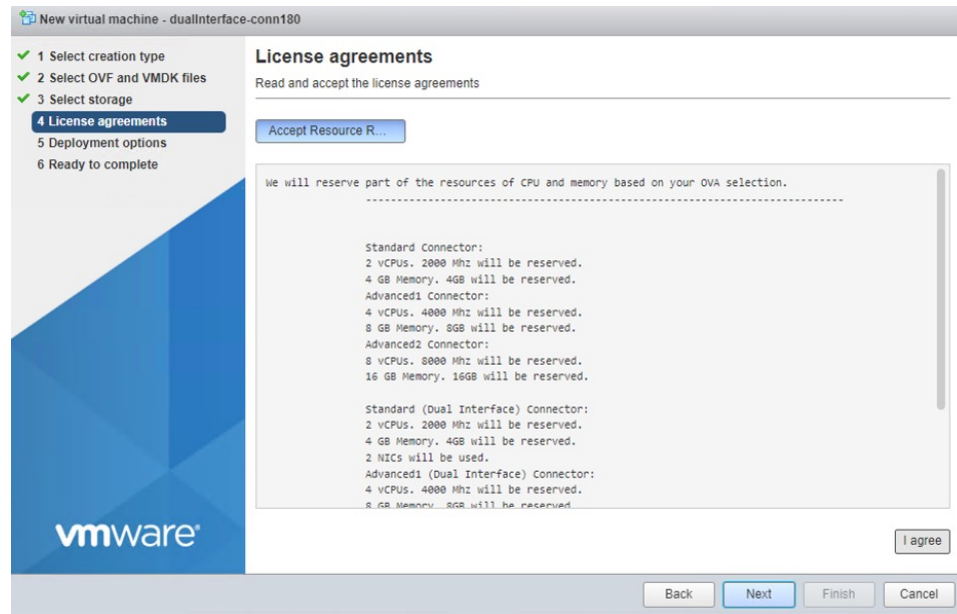 New virtual machine - dualInterface-conn180
1 Select creation type
2 Select OVF and VMDK files
3 Select storage
4 License agreements
5 Deployment options
6 Ready to complete
License agreements
Read and accept the license agreements
Accept Resource R...
We will reserve part of the resources of CPU and memory based on your OVA selection.
------------------------------------------------------------------------------
Standard Connector:
2 vCPUs. 2000 Mhz will be reserved.
4 GB Memory. 4GB will be reserved.
Advanced1 Connector:
4 vCPUs. 4000 Mhz will be reserved.
8 GB Memory. 8GB will be reserved.
Advanced2 Connector:
8 vCPUs. 8000 Mhz will be reserved.
16 GB Memory. 16GB will be reserved.
Standard (Dual Interface) Connector:
2 vCPUs. 2000 Mhz will be reserved.
4 GB Memory. 4GB will be reserved.
2 NICs will be used.
Advanced1 (Dual Interface) Connector:
4 vCPUs. 4000 Mhz will be reserved.
8 GB Memory. 8GB will be reserved
vmware
I agree
Back
Next
Finish
Cancel